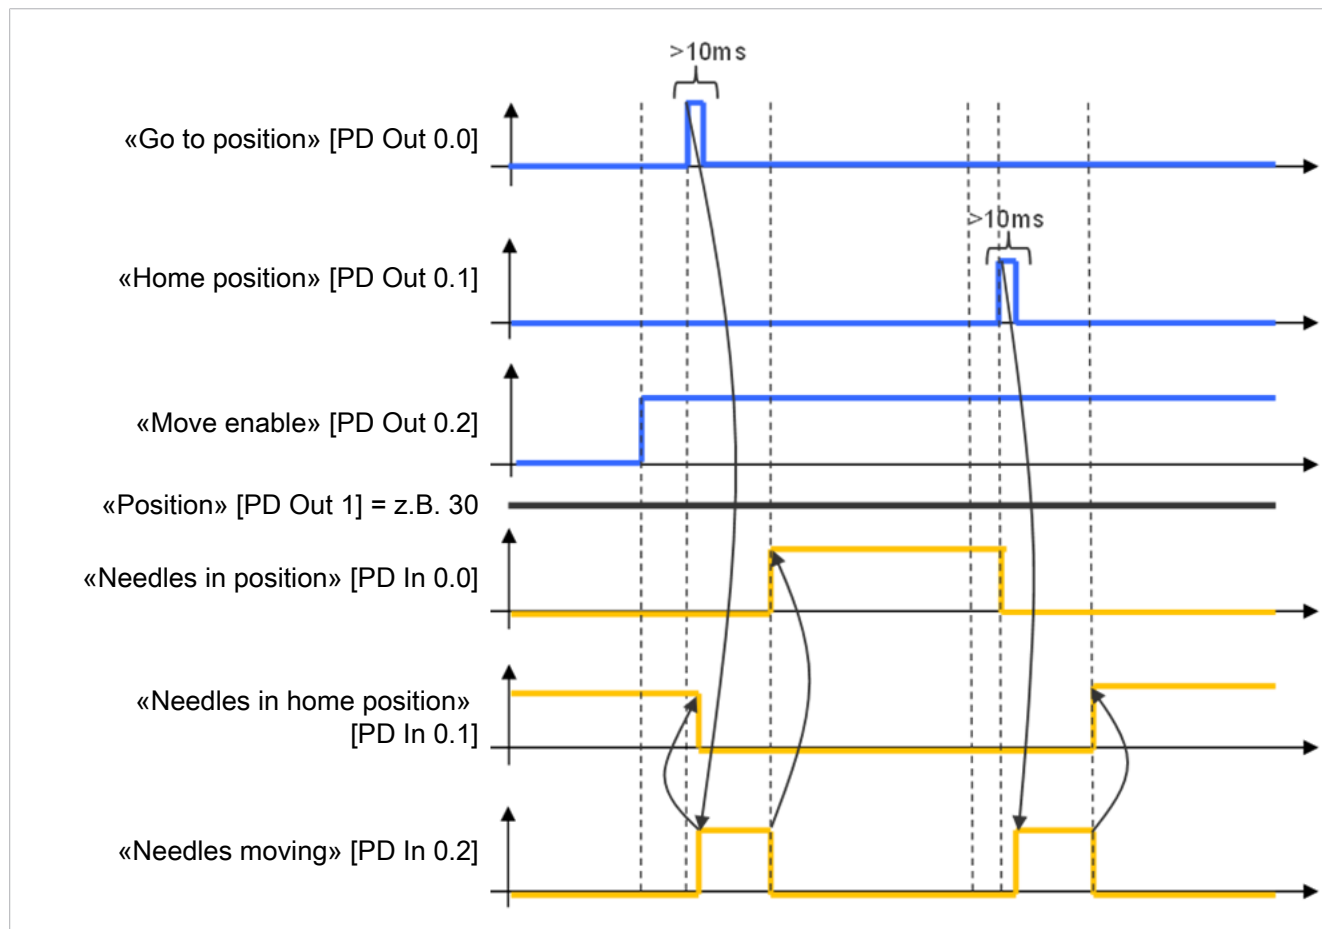 >10ms
«Go to position» [PD Out 0.0]
>10ms
«Home position» [PD Out 0.1]
«Move enable» [PD Out 0.2]
«Position» [PD Out 1] = z.B. 30
«Needles in position» [PD In 0.0]
«Needles in home position»
[PD In 0.1]
«Needles moving» [PD In 0.2]